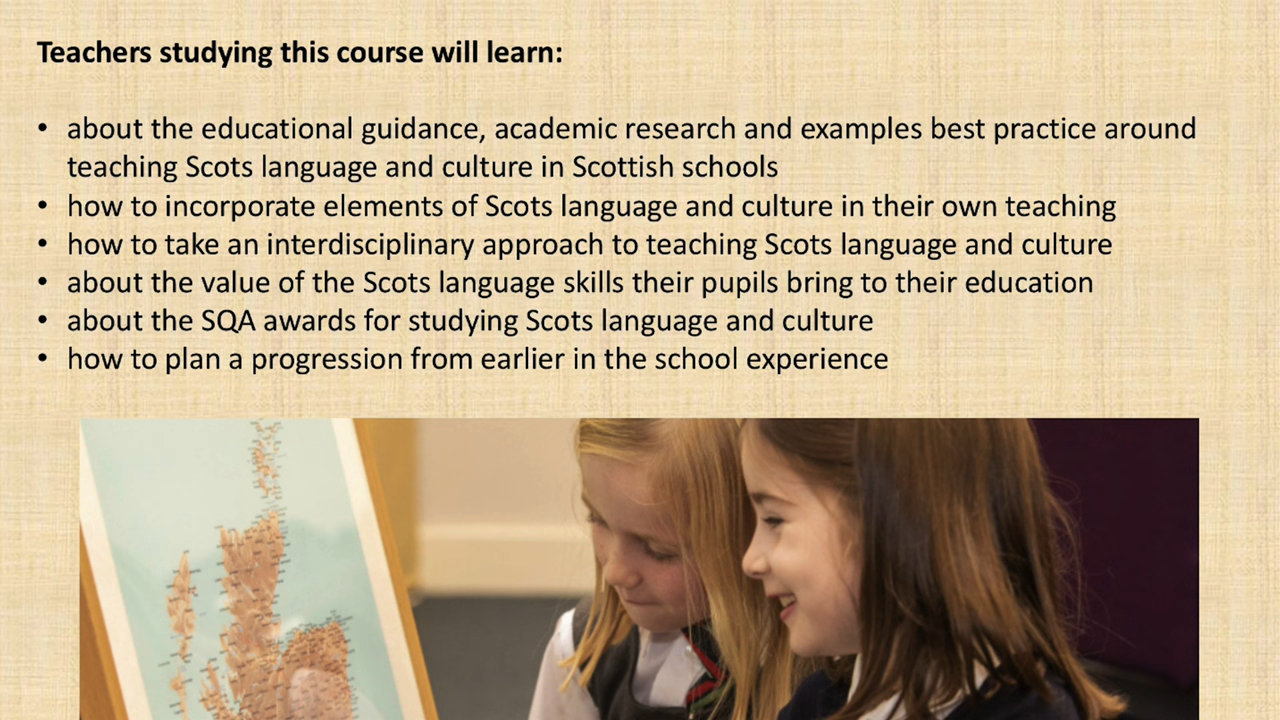 Teachers studying this course will learn:
• about the educational guidance, academic research and examples best practice around
teaching Scots language and culture in Scottish schools
• how to incorporate elements of Scots language and culture in their own teaching
• how to take an interdisciplinary approach to teaching Scots language and culture
• about the value of the Scots language skills their pupils bring to their education
• about the SQA awards for studying Scots language and culture
• how to plan a progression from earlier in the school experience